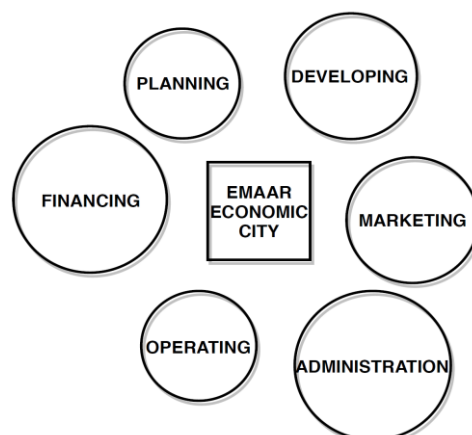 PLANNING
DEVELOPING
FINANCING
EMAAR
ECONOMIC
CITY
MARKETING
OPERATING
ADMINISTRATION